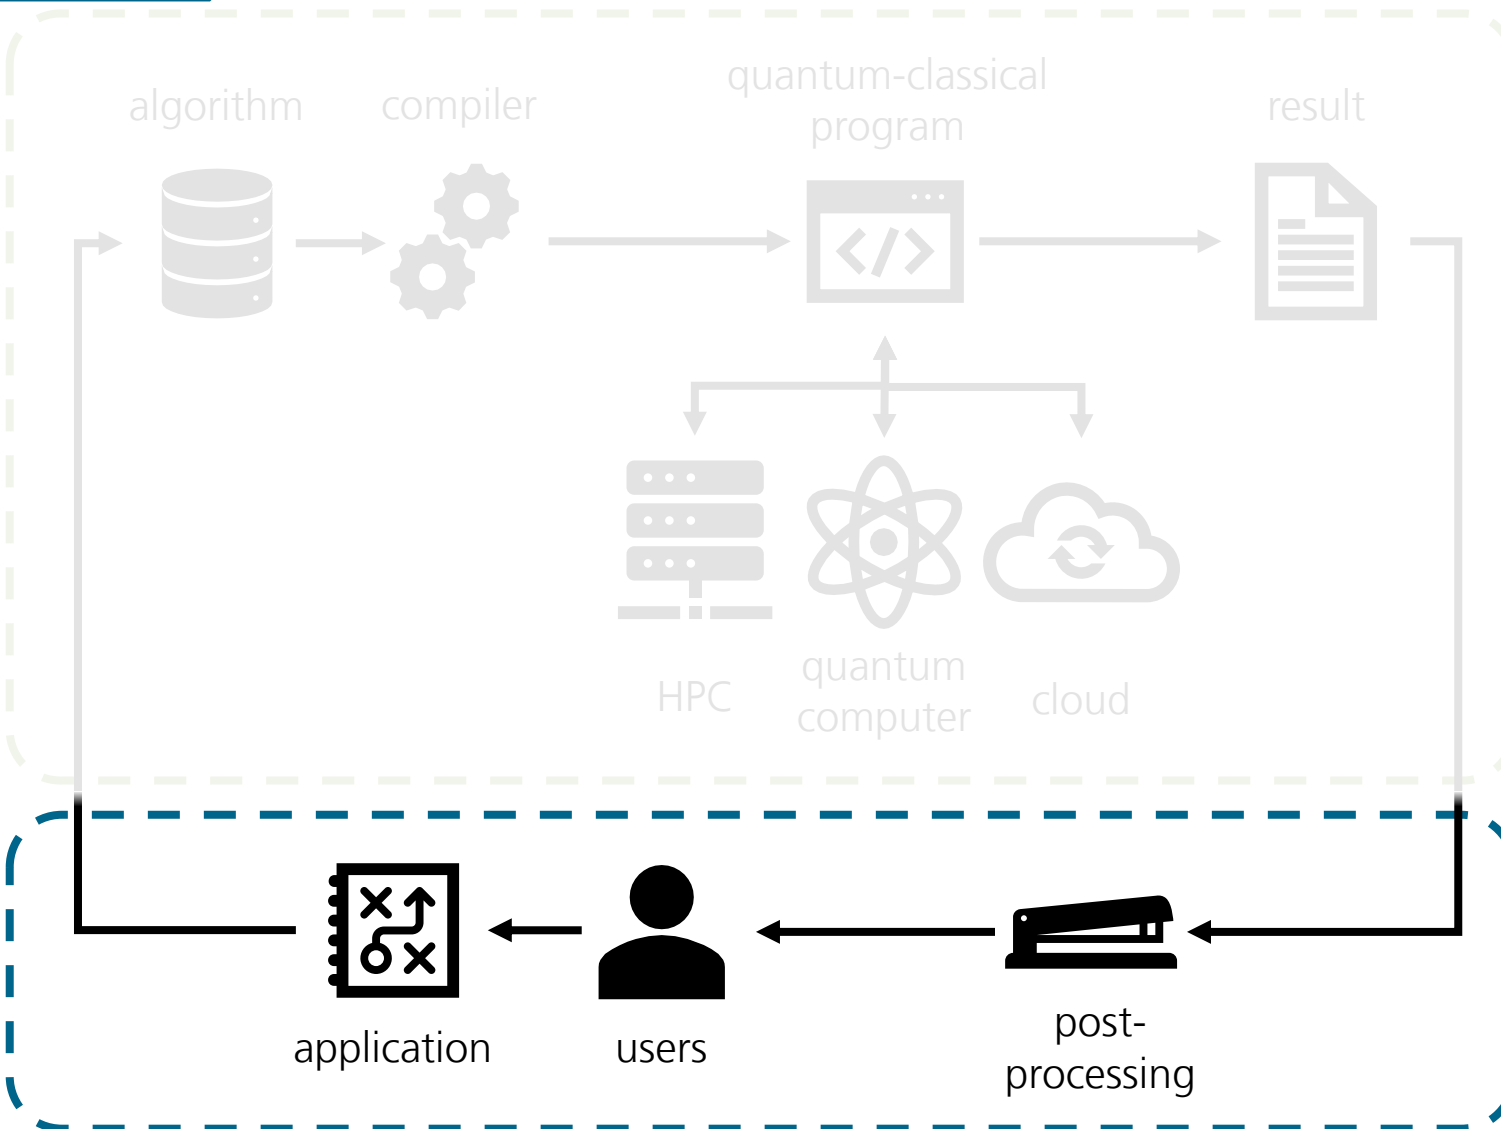 algorithm
compiler
quantum-classical
program
result
HPC
quantum
computer
cloud
application
users
post-
processing